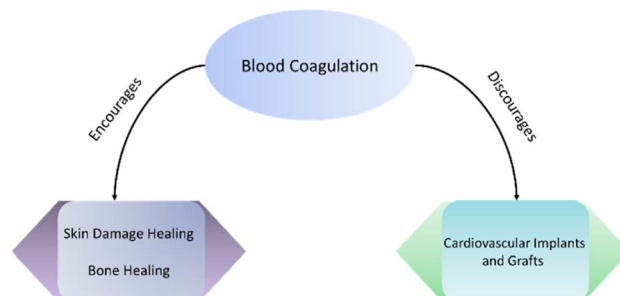 Blood Coagulation
Encourages
Discourages
Skin Damage Healing
Bone Healing
Cardiovascular Implants
and Grafts